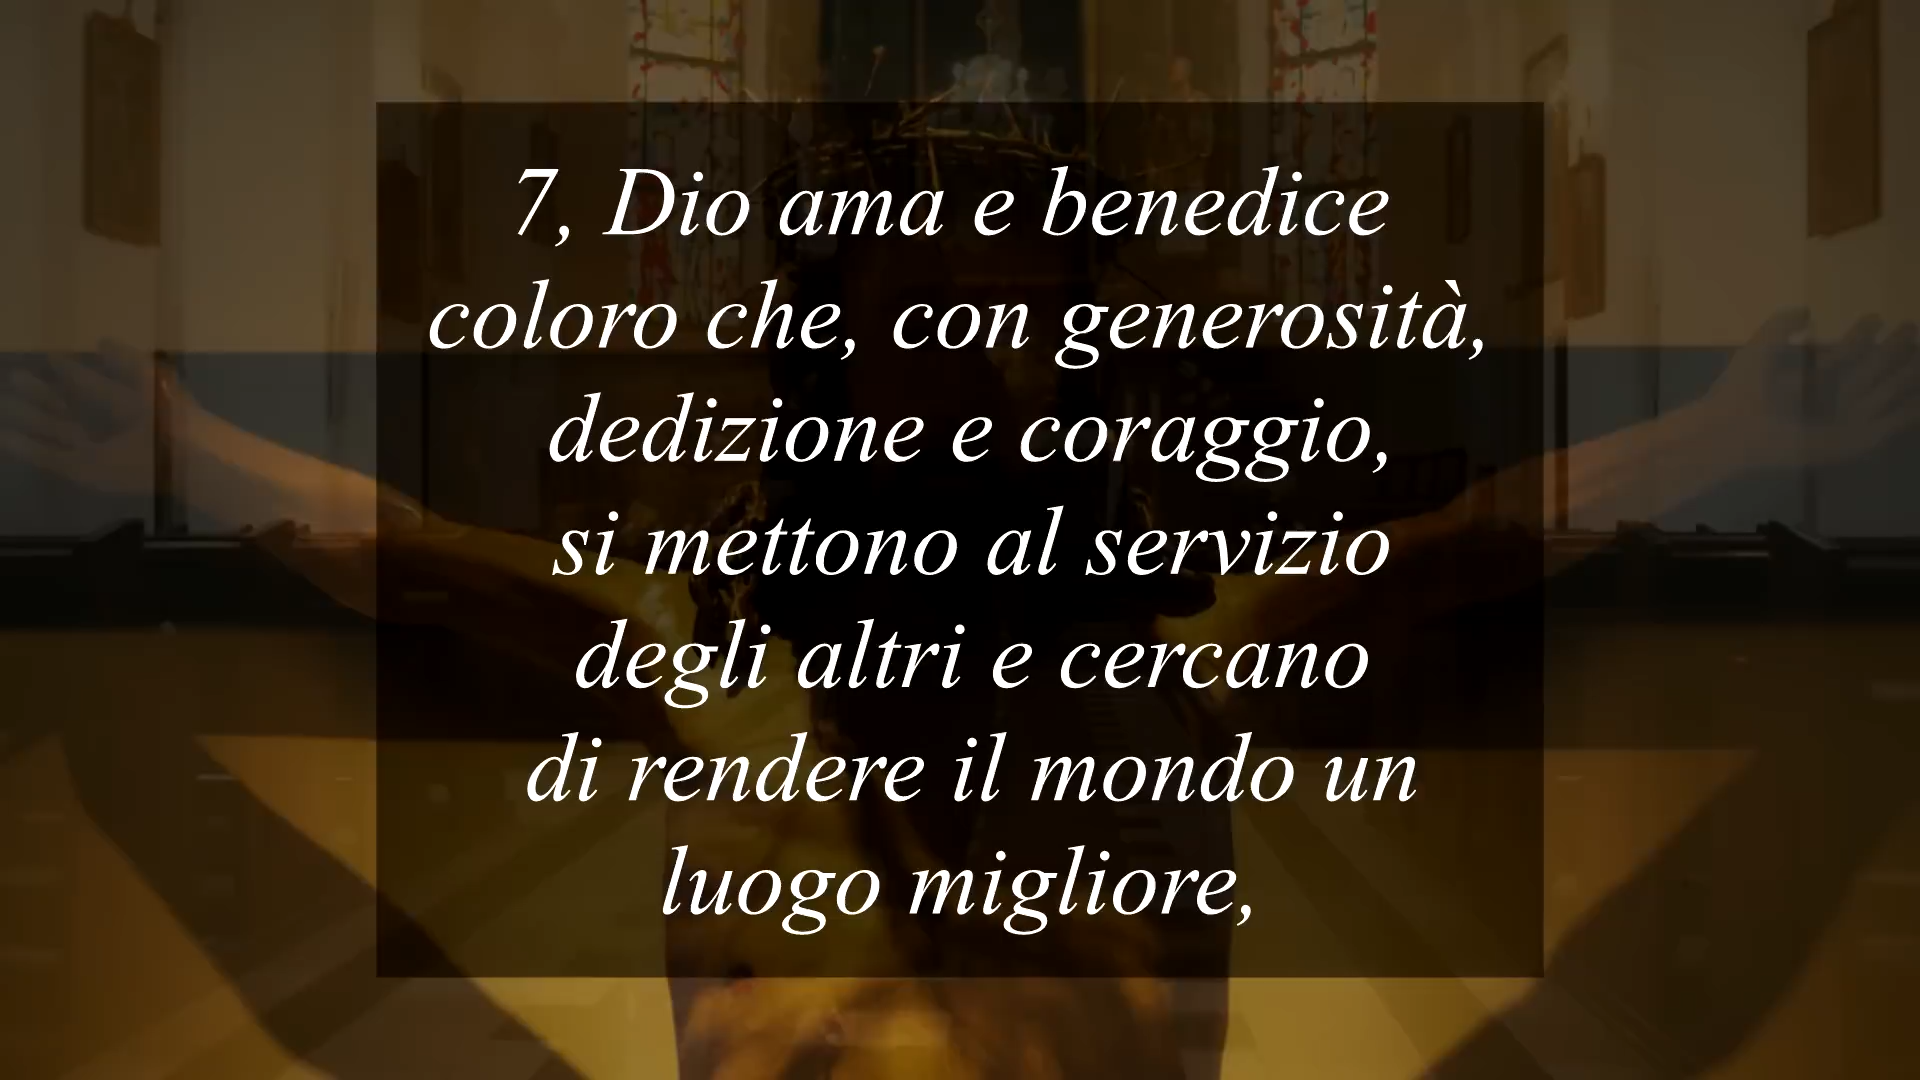 7, Dio ama e benedice
coloro che, con generosità,
dedizione e coraggio,
si mettono al servizio
degli altri e cercano
di rendere il mondo un
luogo migliore,